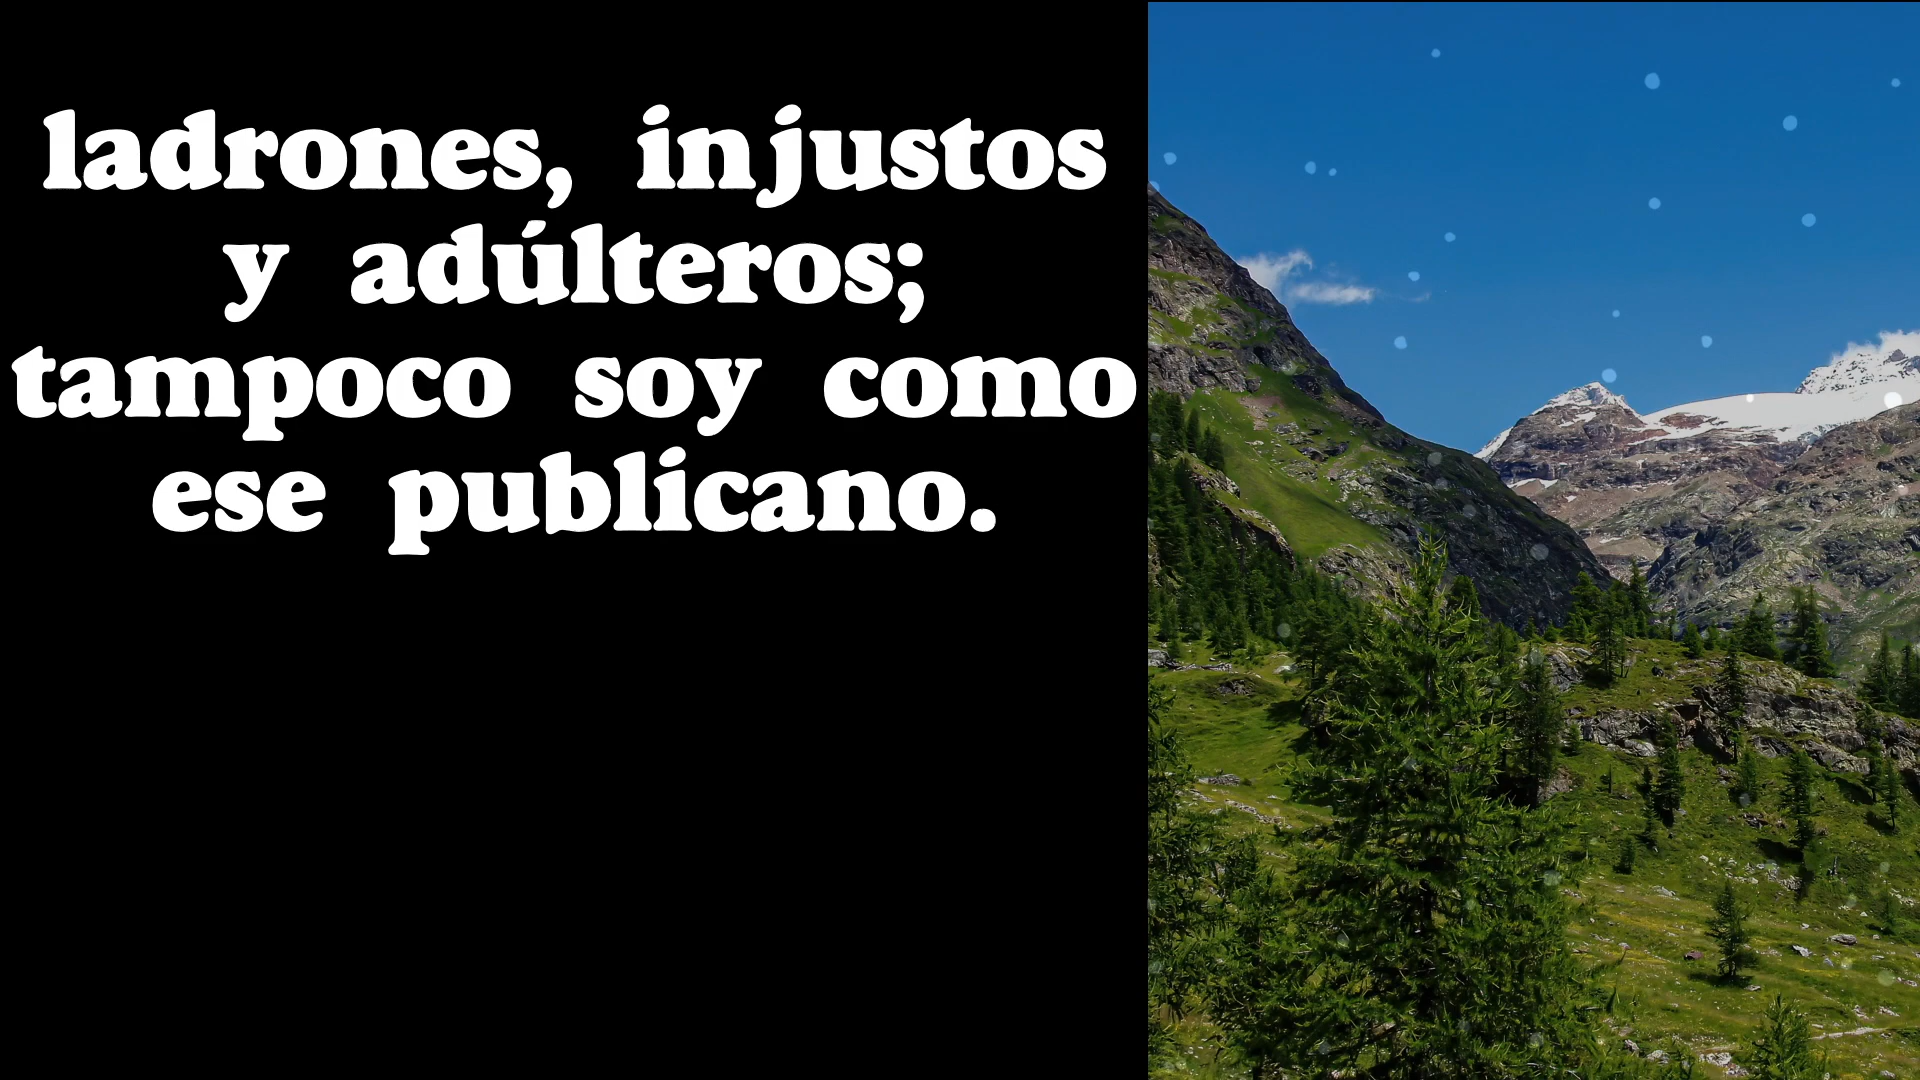 ladrones, injustos
y adúlteros;
tampoco soy como
ese publicano.